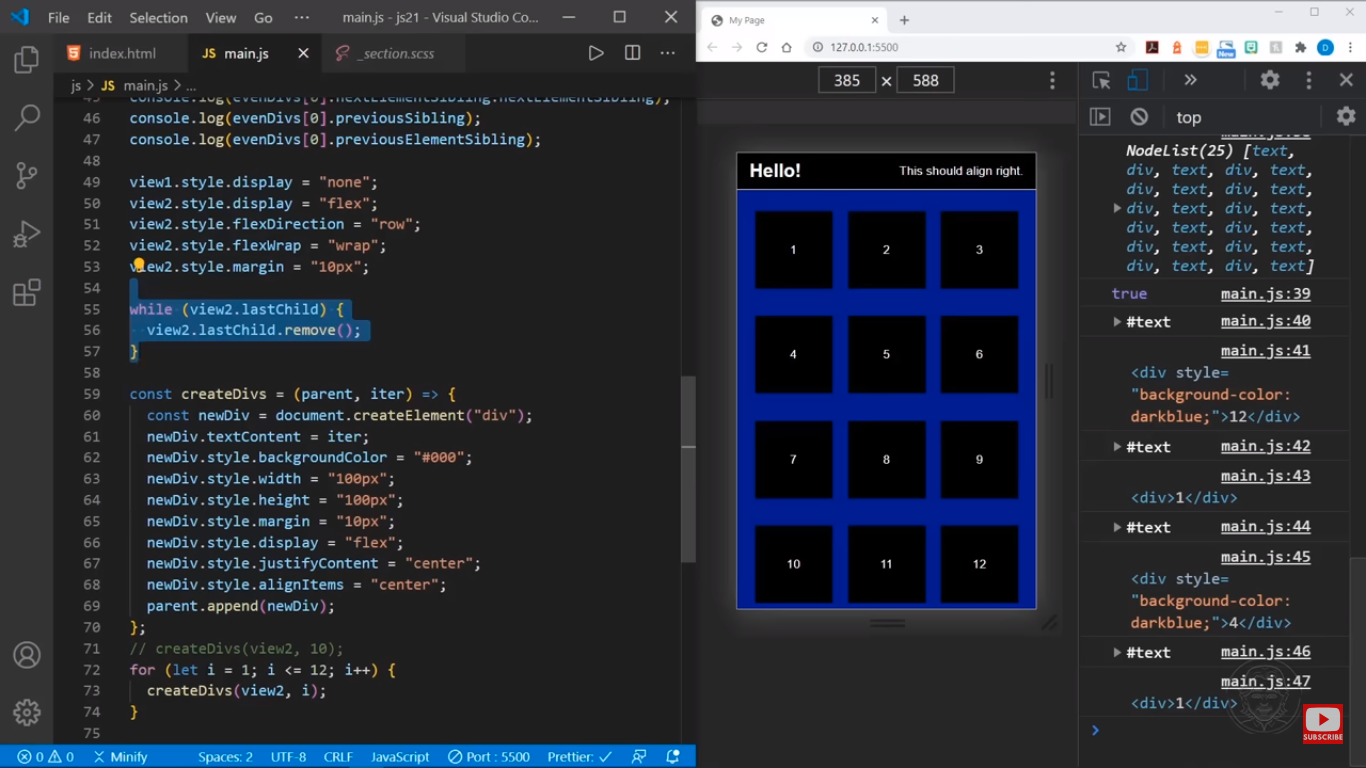 File Edit Selection View Go ··· main.js - js21 - Visual Studio Co...
index.html JS main.js _section.scss
js > JS main.js > ...
45 console.log(evenDivs[0].nextElementSibling.nextElementSibling);
46 console.log(evenDivs[0].previousSibling);
47 console.log(evenDivs[0].previousElementSibling);
48
49 view1.style.display = "none";
50 view2.style.display = "flex";
51 view2.style.flexDirection = "row";
52 view2.style.flexWrap = "wrap";
53 view2.style.margin = "10px";
54
55 while (view2.lastChild) {
56 view2.lastChild.remove();
57 }
58
59 const createDivs = (parent, iter) => {
60 const newDiv = document.createElement("div");
61 newDiv.textContent = iter;
62 newDiv.style.backgroundColor = "#000";
63 newDiv.style.width = "100px";
64 newDiv.style.height = "100px";
65 newDiv.style.margin = "10px";
66 newDiv.style.display = "flex";
67 newDiv.style.justifyContent = "center";
68 newDiv.style.alignItems = "center";
69 parent.append(newDiv);
70 };
71 // createDivs(view2, 10);
72 for (let i = 1; i <= 12; i++) {
73 createDivs(view2, i);
74 }
75
0 0 Minify Spaces: 2 UTF-8 CRLF JavaScript Port : 5500 Prettier: ✓
My Page
127.0.0.1:5500
New D
385 × 588
Hello! This should align right.
1 2 3
4 5 6
7 8 9
10 11 12
top
NodeList(25) [text,
div, text, div, text,
div, text, div, text,
div, text, div, text,
div, text, div, text,
div, text, div, text,
div, text, div, text]
true main.js:39
#text main.js:40
main.js:41
<div style=
"background-color:
darkblue;">12</div>
#text main.js:42
main.js:43
<div>1</div>
#text main.js:44
main.js:45
<div style=
"background-color:
darkblue;">4</div>
#text main.js:46
main.js:47
<div>1</div>
SUBSCRIBE